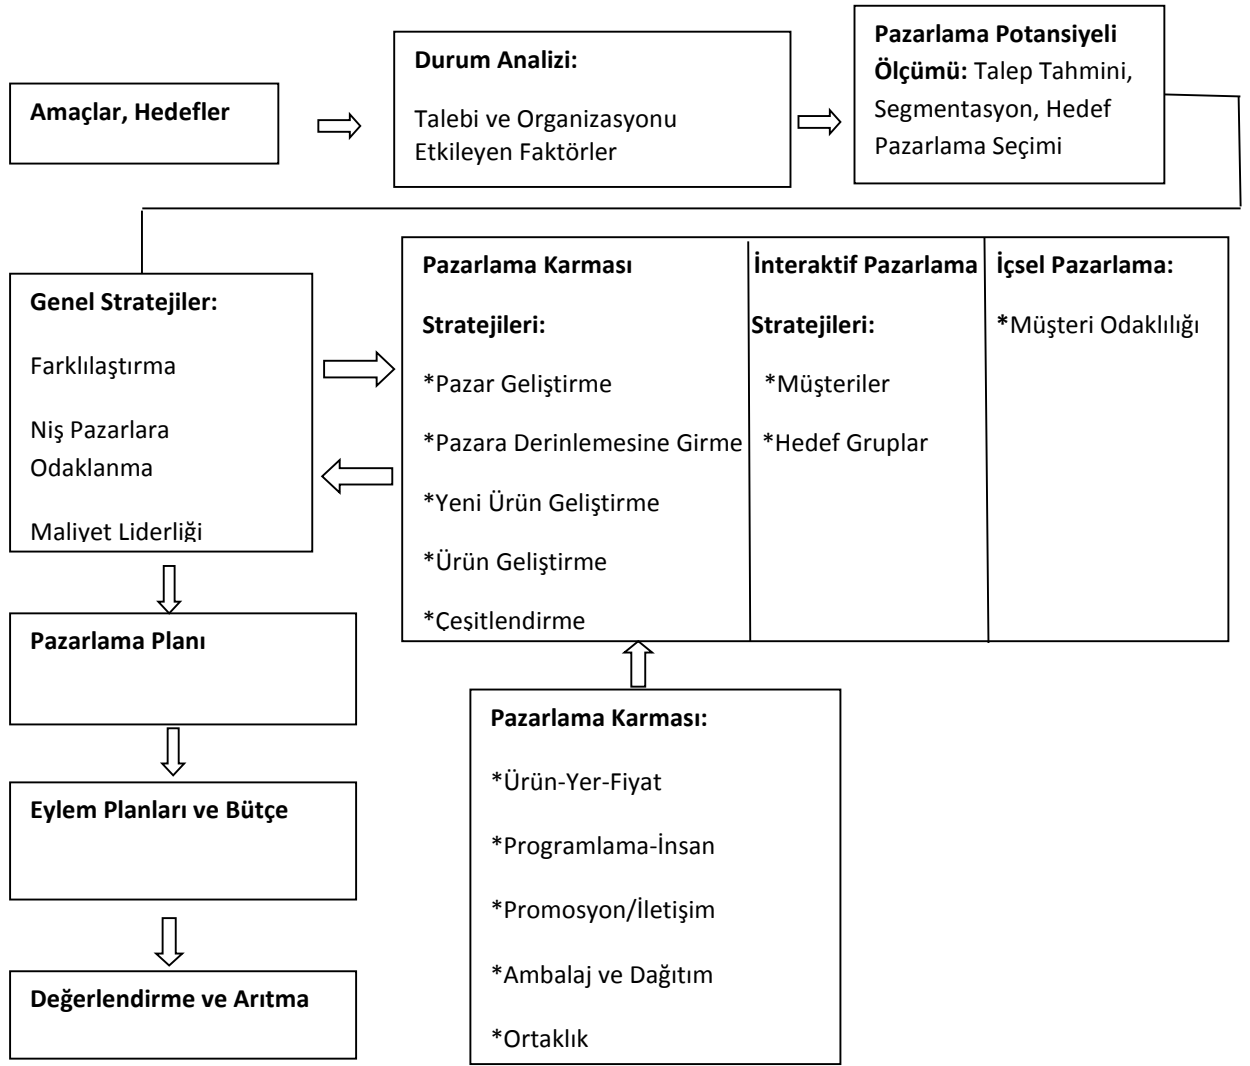 Amaçlar, Hedefler
Durum Analizi:
Talebi ve Organizasyonu
Etkileyen Faktörler
Pazarlama Potansiyeli
Ölçümü: Talep Tahmini,
Segmentasyon, Hedef
Pazarlama Seçimi
Genel Stratejiler:
Farklılaştırma
Niş Pazarlara
Odaklanma
Maliyet Liderliği
Pazarlama Karması
Stratejileri:
*Pazar Geliştirme
*Pazara Derinlemesine Girme
*Yeni Ürün Geliştirme
*Ürün Geliştirme
*Çeşitlendirme
İnteraktif Pazarlama
Stratejileri:
*Müşteriler
*Hedef Gruplar
İçsel Pazarlama:
*Müşteri Odaklılığı
Pazarlama Planı
Eylem Planları ve Bütçe
Değerlendirme ve Arıtma
Pazarlama Karması:
*Ürün-Yer-Fiyat
*Programlama-İnsan
*Promosyon/İletişim
*Ambalaj ve Dağıtım
*Ortaklık